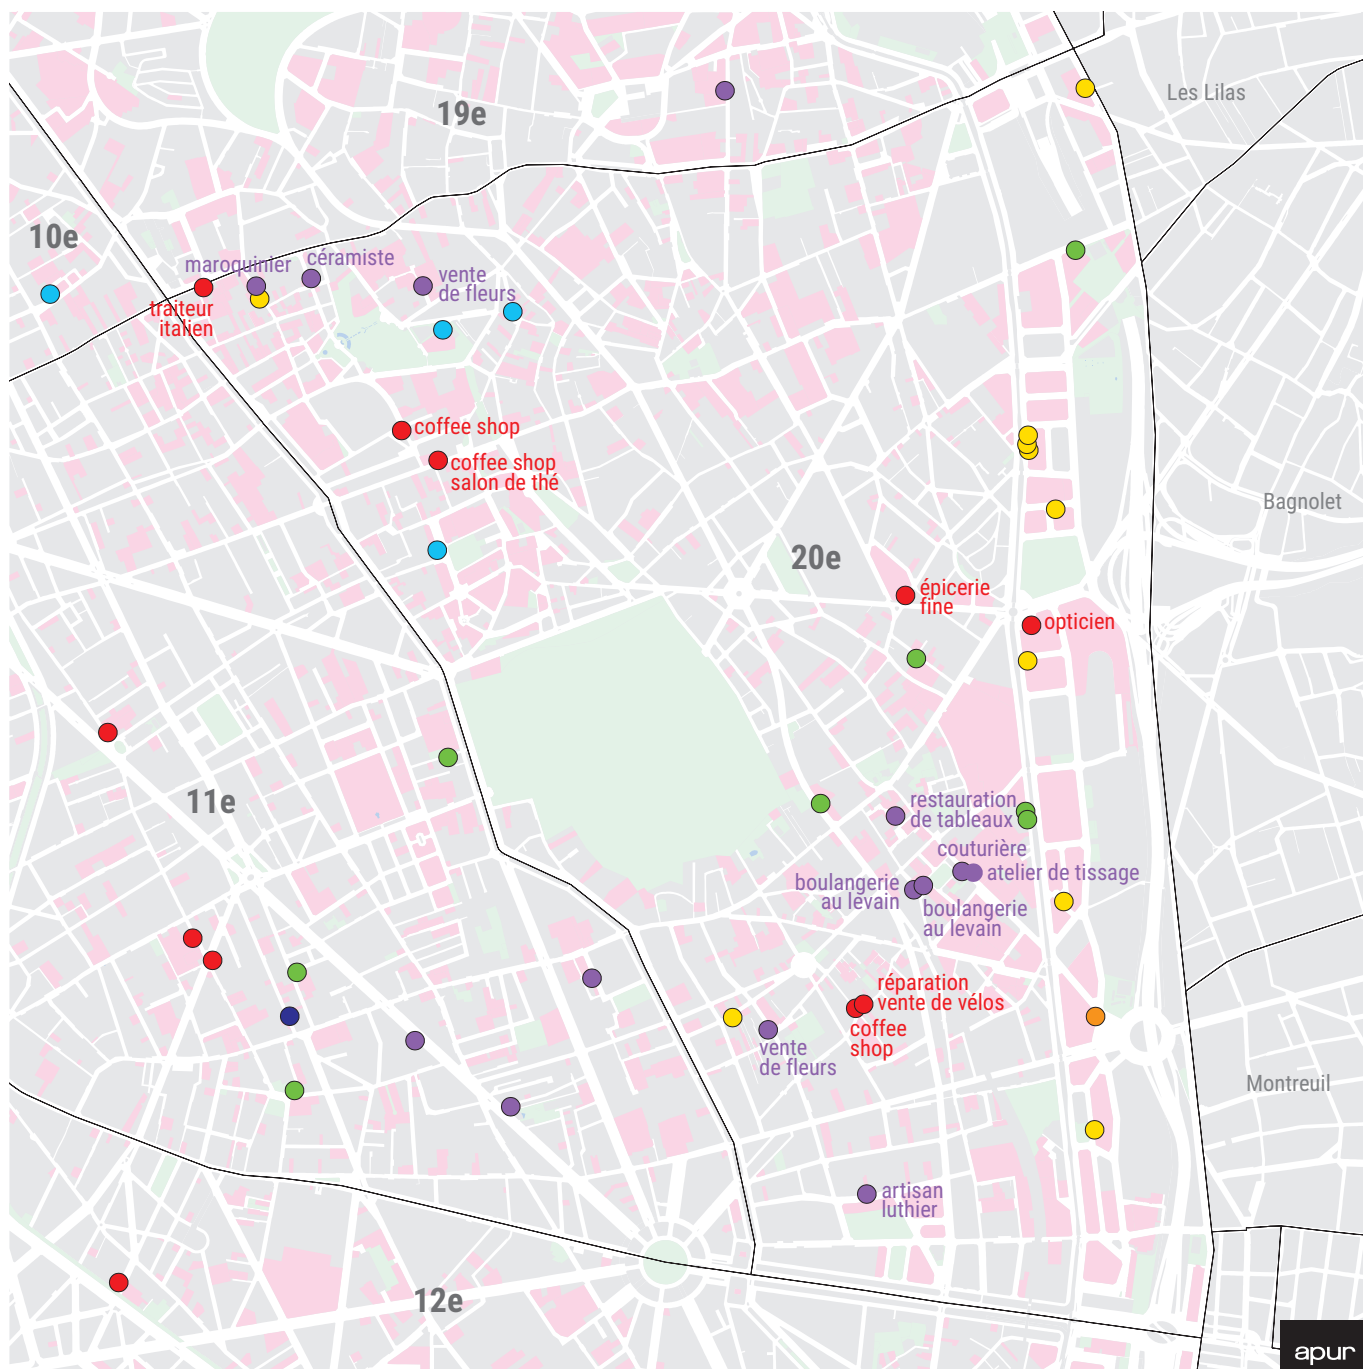 Les Lilas
19e
10e
céramiste
maroquinier
vente
de fleurs
traiteur
italien
coffee shop
coffee shop
salon de thé
Bagnolet
20e
épicerie
fine
opticien
11e
restauration
de tableaux
couturière
atelier de tissage
boulangerie
au levain
boulangerie
au levain
réparation
vente de vélos
coffee
shop
vente
de fleurs
Montreuil
artisan
luthier
12e
apur